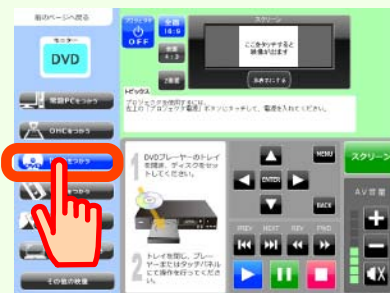 前のページへ戻る
モニター
DVD
常設PCをつかう
OHCをつかう
をつかう
をつかう
その他の映像
プロジェクタ
OFF
全面
16:9
全面
4:3
2画面
スクリーン
ここをタッチすると
映像が出ます
トピックス
プロジェクタを使用するには、
左上の「プロジェクタ電源」ボタンにタッチして、電源を入れてください。
1
DVDプレーヤーのトレイ
を開き、ディスクをセッ
トしてください。
2
トレイを閉じ、プレー
ヤーまたはタッチパネル
にて操作を行ってくださ
い。
MENU
ENTER
BACK
PREV
NEXT
REV
FWD
スクリーン
AV音量